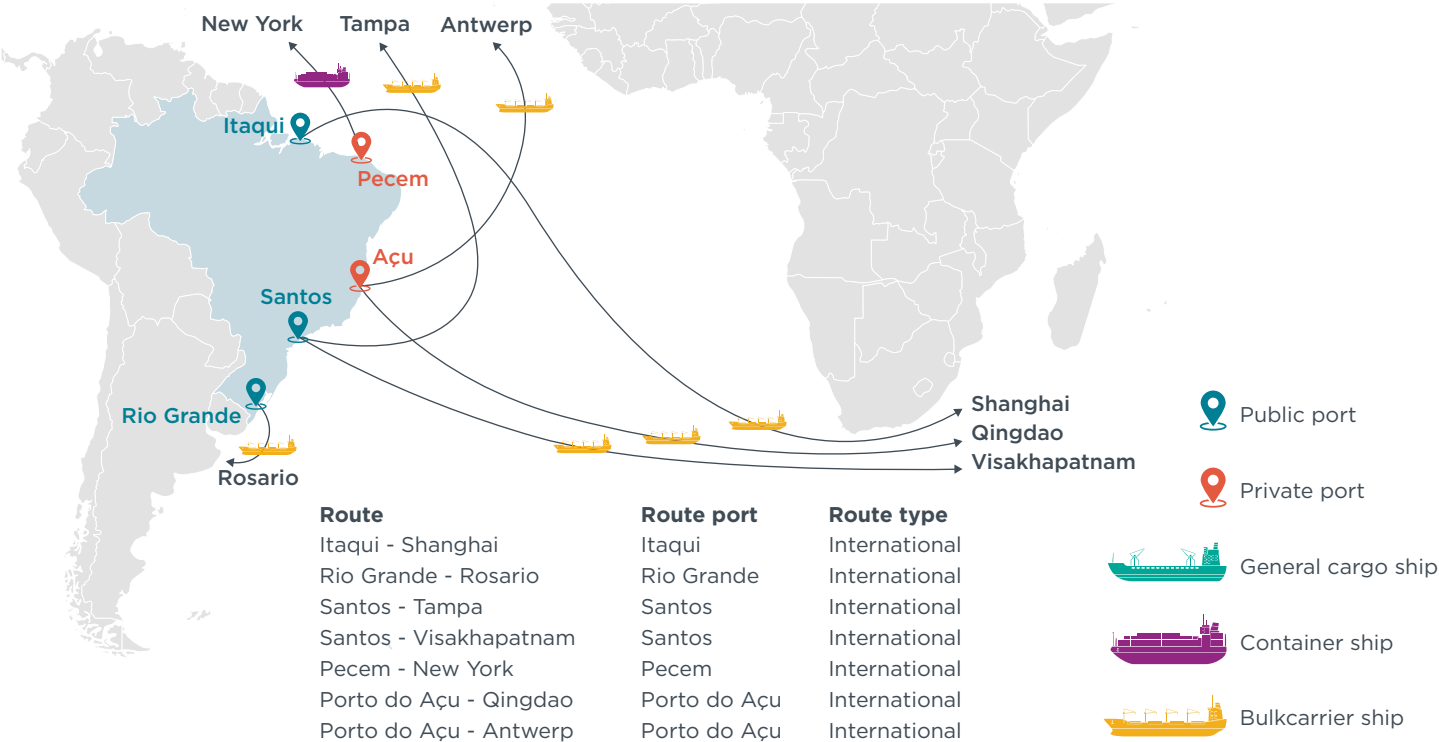 New York
Tampa
Antwerp
Itaqui
Pecem
Açu
Santos
Rio Grande
Rosario
Shanghai
Qingdao
Visakhapatnam
Public port
Private port
General cargo ship
Container ship
Bulkcarrier ship
Route Route port Route type
Itaqui - Shanghai Itaqui International
Rio Grande - Rosario Rio Grande International
Santos - Tampa Santos International
Santos - Visakhapatnam Santos International
Pecem - New York Pecem International
Porto do Açu - Qingdao Porto do Açu International
Porto do Açu - Antwerp Porto do Açu International